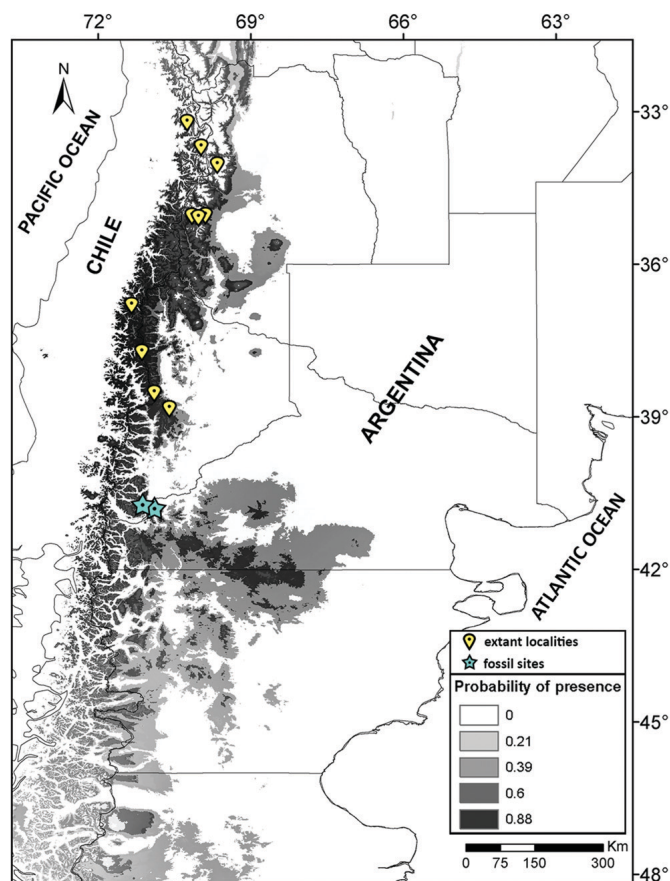 72° 69° 66° 63°
N
33°
PACIFIC OCEAN
CHILE
36°
ARGENTINA
39°
ATLANTIC OCEAN
42°
extant localities
fossil sites
Probability of presence
0
0.21
45°
0.39
0.6
0.88
Km
0 75 150 300
48°